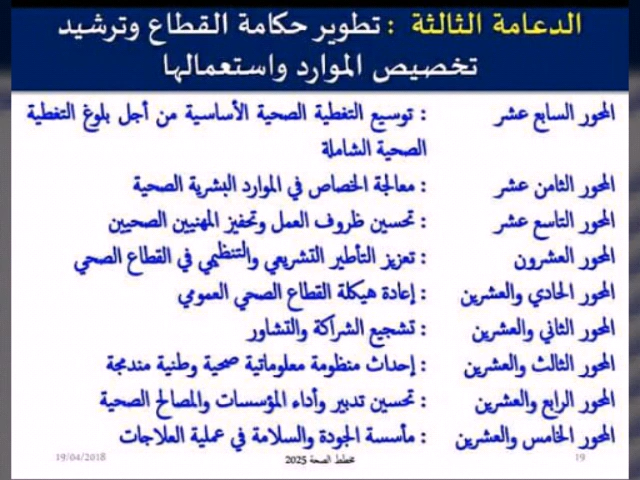 الدعامة الثالثة : تطوير حكامة القطاع وترشيد
تخصيص الموارد واستعمالها
المحور السابع عشر : توسيع التغطية الصحية الأساسية من أجل بلوغ التغطية
الصحية الشاملة
المحور الثامن عشر : معالجة الخصاص في الموارد البشرية الصحية
المحور التاسع عشر : تحسين ظروف العمل وتحفيز المهنيين الصحيين
المحور العشرون : تعزيز التأطير التشريعي والتنظيمي في القطاع الصحي
المحور الحادي والعشرين : إعادة هيكلة القطاع الصحي العمومي
المحور الثاني والعشرين : تشجيع الشراكة والتشاور
المحور الثالث والعشرين : إحداث منظومة معلوماتية صحية وطنية مندمجة
المحور الرابع والعشرين : تحسين تدبير وأداء المؤسسات والمصالح الصحية
المحور الخامس والعشرين : مأسسة الجودة والسلامة في عملية العلاجات
19 مخطط الصحة 2025 19/04/2018